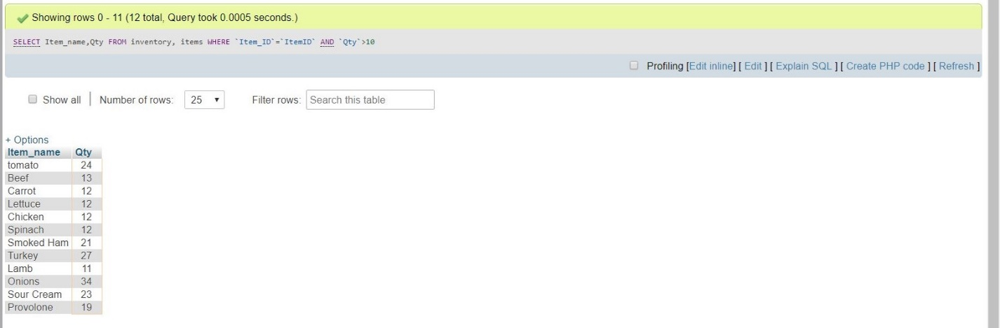 Showing rows 0 - 11 (12 total, Query took 0.0005 seconds.)
SELECT Item_name,Qty FROM inventory, items WHERE `Item_ID`=`ItemID` AND `Qty`>10
Profiling [Edit inline] [ Edit ] [ Explain SQL ] [ Create PHP code ] [ Refresh ]
Show all | Number of rows: 25 Filter rows: Search this table
+ Options
Item_name Qty
tomato 24
Beef 13
Carrot 12
Lettuce 12
Chicken 12
Spinach 12
Smoked Ham 21
Turkey 27
Lamb 11
Onions 34
Sour Cream 23
Provolone 19